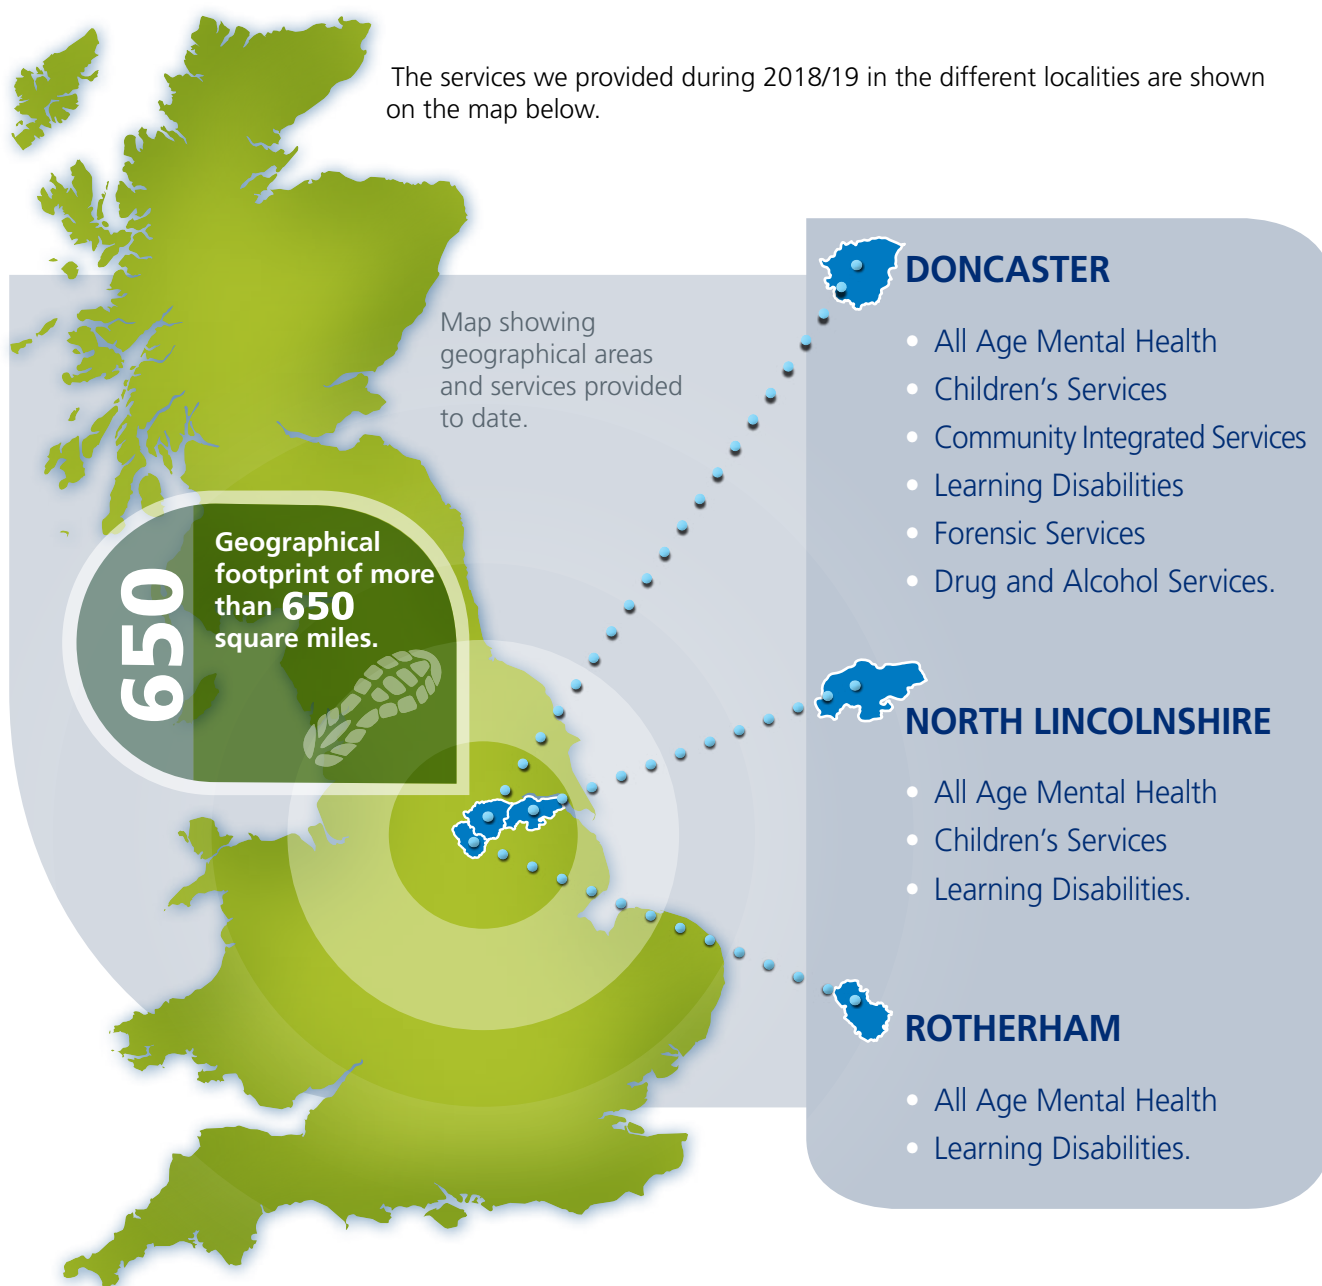 The services we provided during 2018/19 in the different localities are shown
on the map below.
Map showing
geographical areas
and services provided
to date.
650
Geographical
footprint of more
than 650
square miles.
DONCASTER
• All Age Mental Health
• Children’s Services
• Community Integrated Services
• Learning Disabilities
• Forensic Services
• Drug and Alcohol Services.
NORTH LINCOLNSHIRE
• All Age Mental Health
• Children’s Services
• Learning Disabilities.
ROTHERHAM
• All Age Mental Health
• Learning Disabilities.